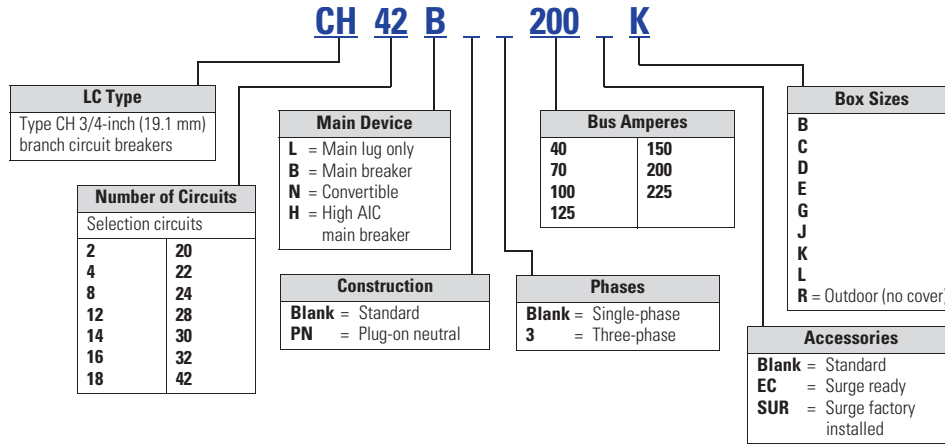 CH 42 B _ _ 200 _ K
LC Type
Type CH 3/4-inch (19.1 mm)
branch circuit breakers
Number of Circuits
Selection circuits
2 20
4 22
8 24
12 28
14 30
16 32
18 42
Main Device
L = Main lug only
B = Main breaker
N = Convertible
H = High AIC
main breaker
Construction
Blank = Standard
PN = Plug-on neutral
Phases
Blank = Single-phase
3 = Three-phase
Bus Amperes
40 150
70 200
100 225
125
Box Sizes
B
C
D
E
G
J
K
L
R = Outdoor (no cover)
Accessories
Blank = Standard
EC = Surge ready
SUR = Surge factory
installed